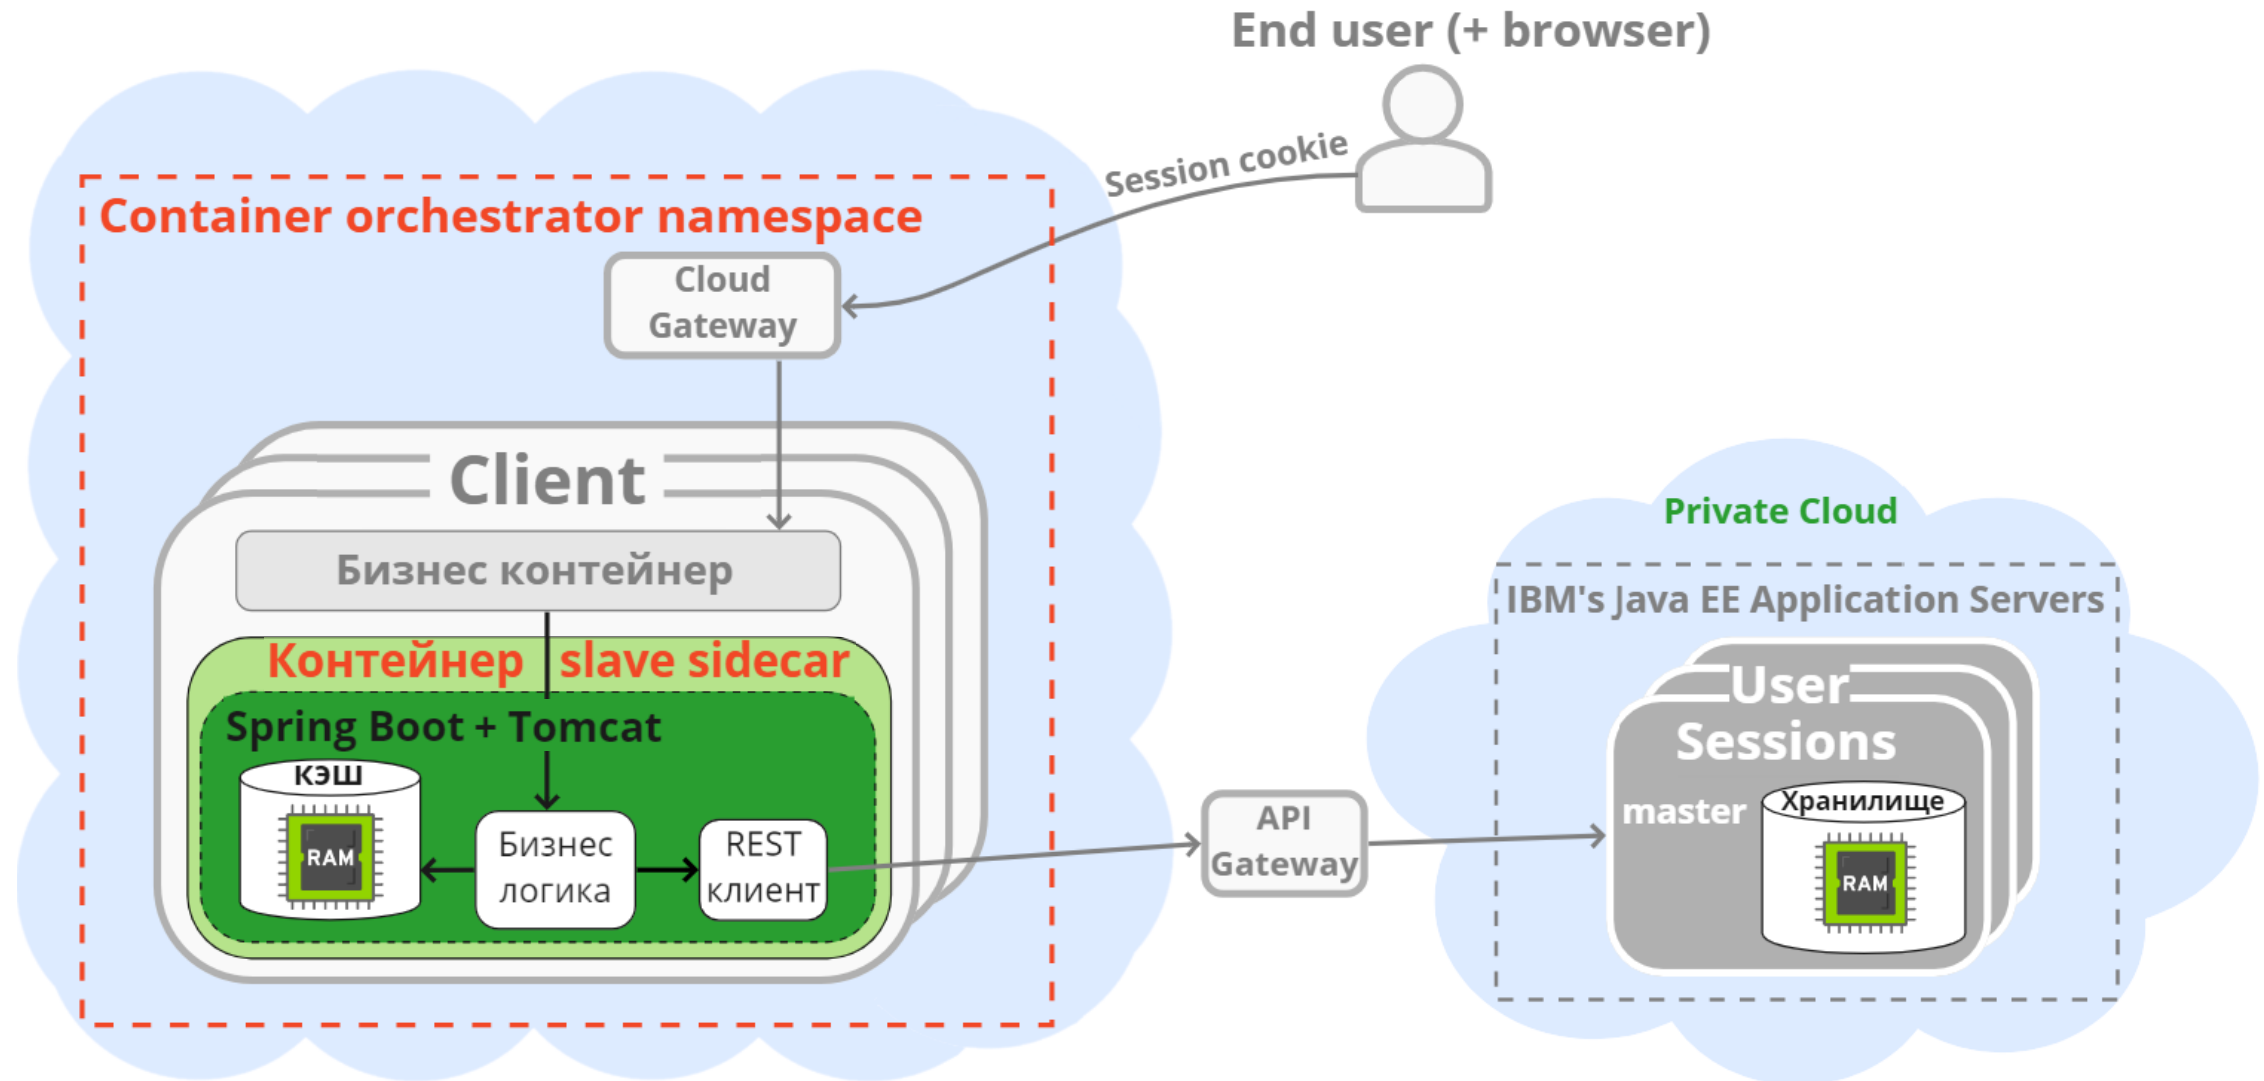 End user (+ browser)
Session cookie
Container orchestrator namespace
Cloud
Gateway
Client
Бизнес контейнер
Контейнер slave sidecar
Spring Boot + Tomcat
КЭШ
RAM
Бизнес
логика
REST
клиент
API
Gateway
Private Cloud
IBM's Java EE Application Servers
User
Sessions
master
Хранилище
RAM